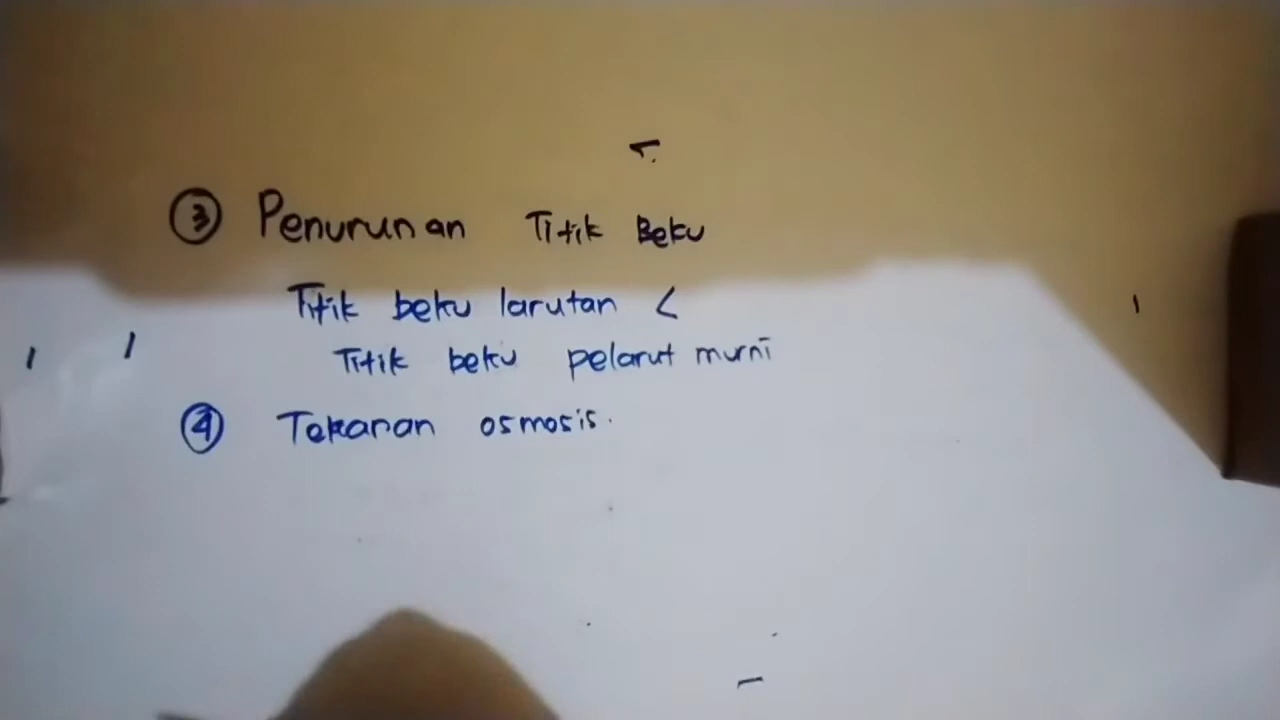 ③ Penurunan Titik Beku
Titik beku larutan <
Titik beku pelarut murni
④ Tekanan osmosis.